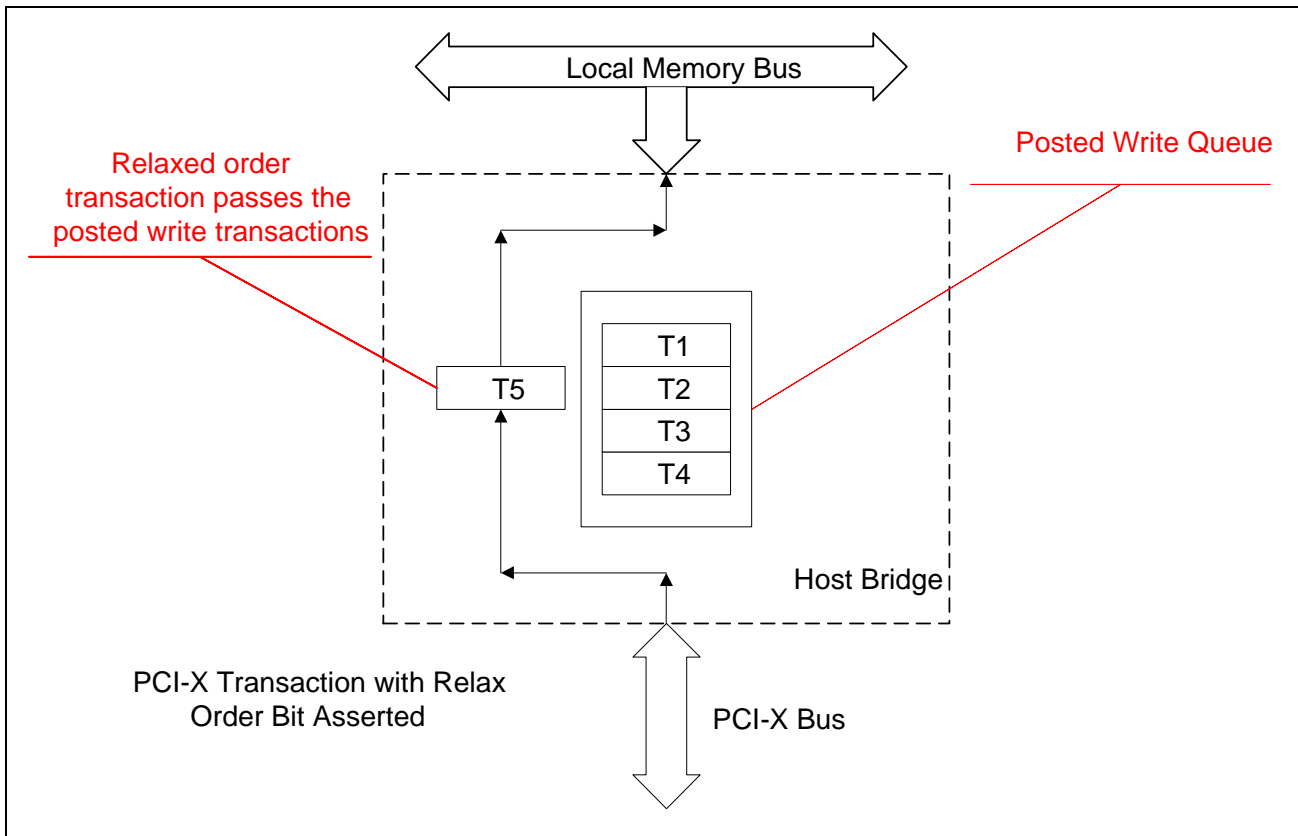 Local Memory Bus
Relaxed order
transaction passes the
posted write transactions
Posted Write Queue
T1
T5
T2
T3
T4
Host Bridge
PCI-X Transaction with Relax
Order Bit Asserted
PCI-X Bus